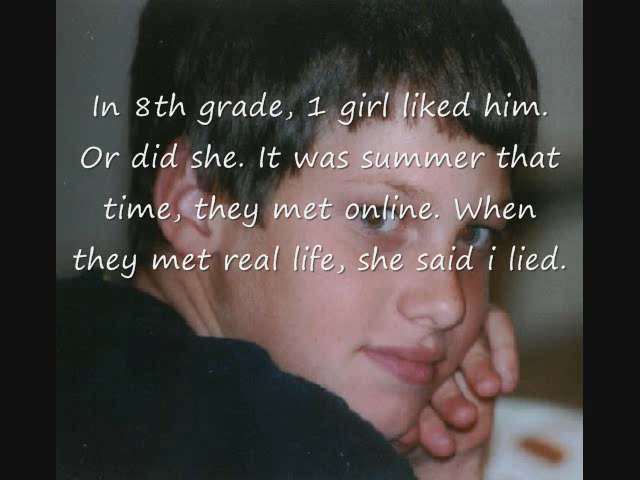 In 8th grade, 1 girl liked him.
Or did she. It was summer that
time, they met online. When
they met real life, she said i lied.